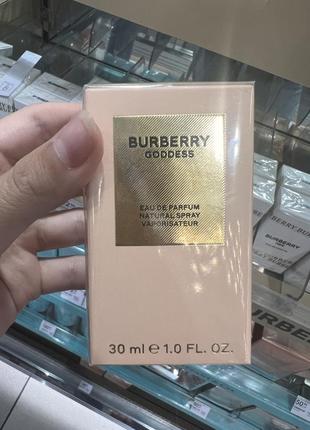 BURBERRY
GODDESS
EAU DE PARFUM
NATURAL SPRAY
VAPORISATEUR
30 ml ℮ 1.0 FL. OZ.
BURBERRY